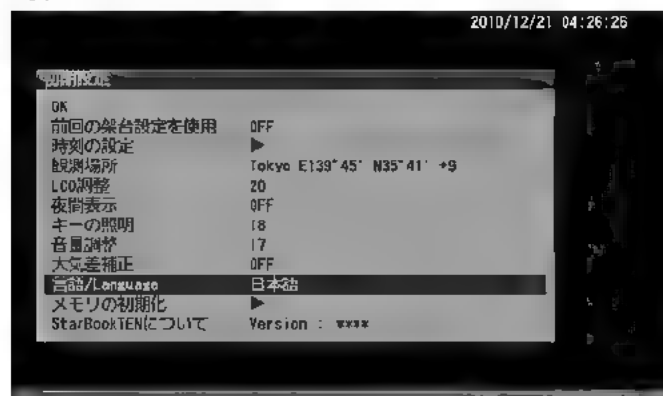 2010/12/21 04:26:26
初期設定
OK
前回の架台設定を使用 OFF
時刻の設定 ▶
観測場所 Tokyo E139°45' N35°41' +9
LCD調整 20
夜間表示 OFF
キーの照明 18
音量調整 17
大気差補正 OFF
言語/Language 日本語
メモリの初期化 ▶
StarBookTENについて Version : ****